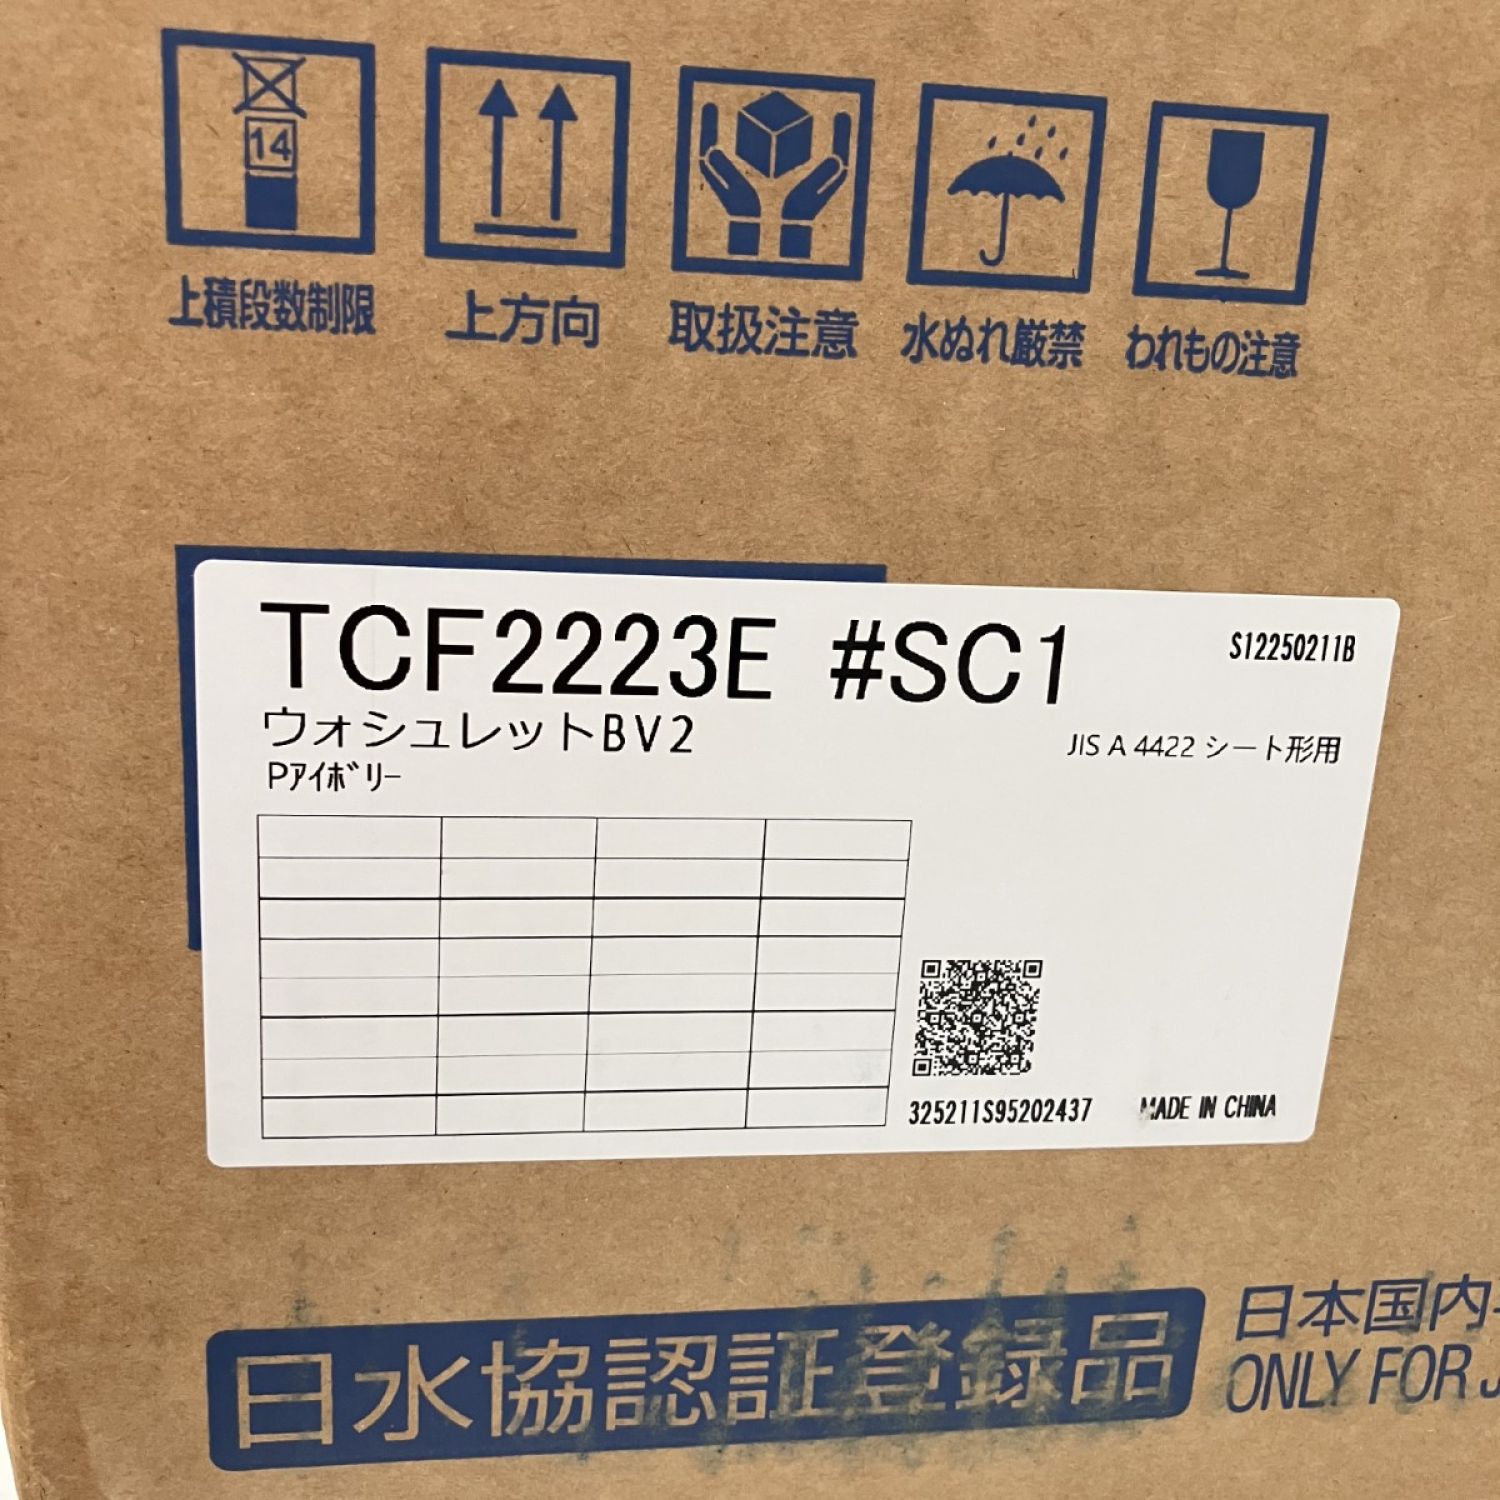 14
上積段数制限
上方向
取扱注意
水ぬれ厳禁
われもの注意
TCF2223E #SC1
S12250211B
ウォシュレットBV2
JIS A 4422 シート形用
Pｱｲﾎﾞﾘｰ
325211S95202437
MADE IN CHINA
日水協認証登録品
日本国内
ONLY FOR J